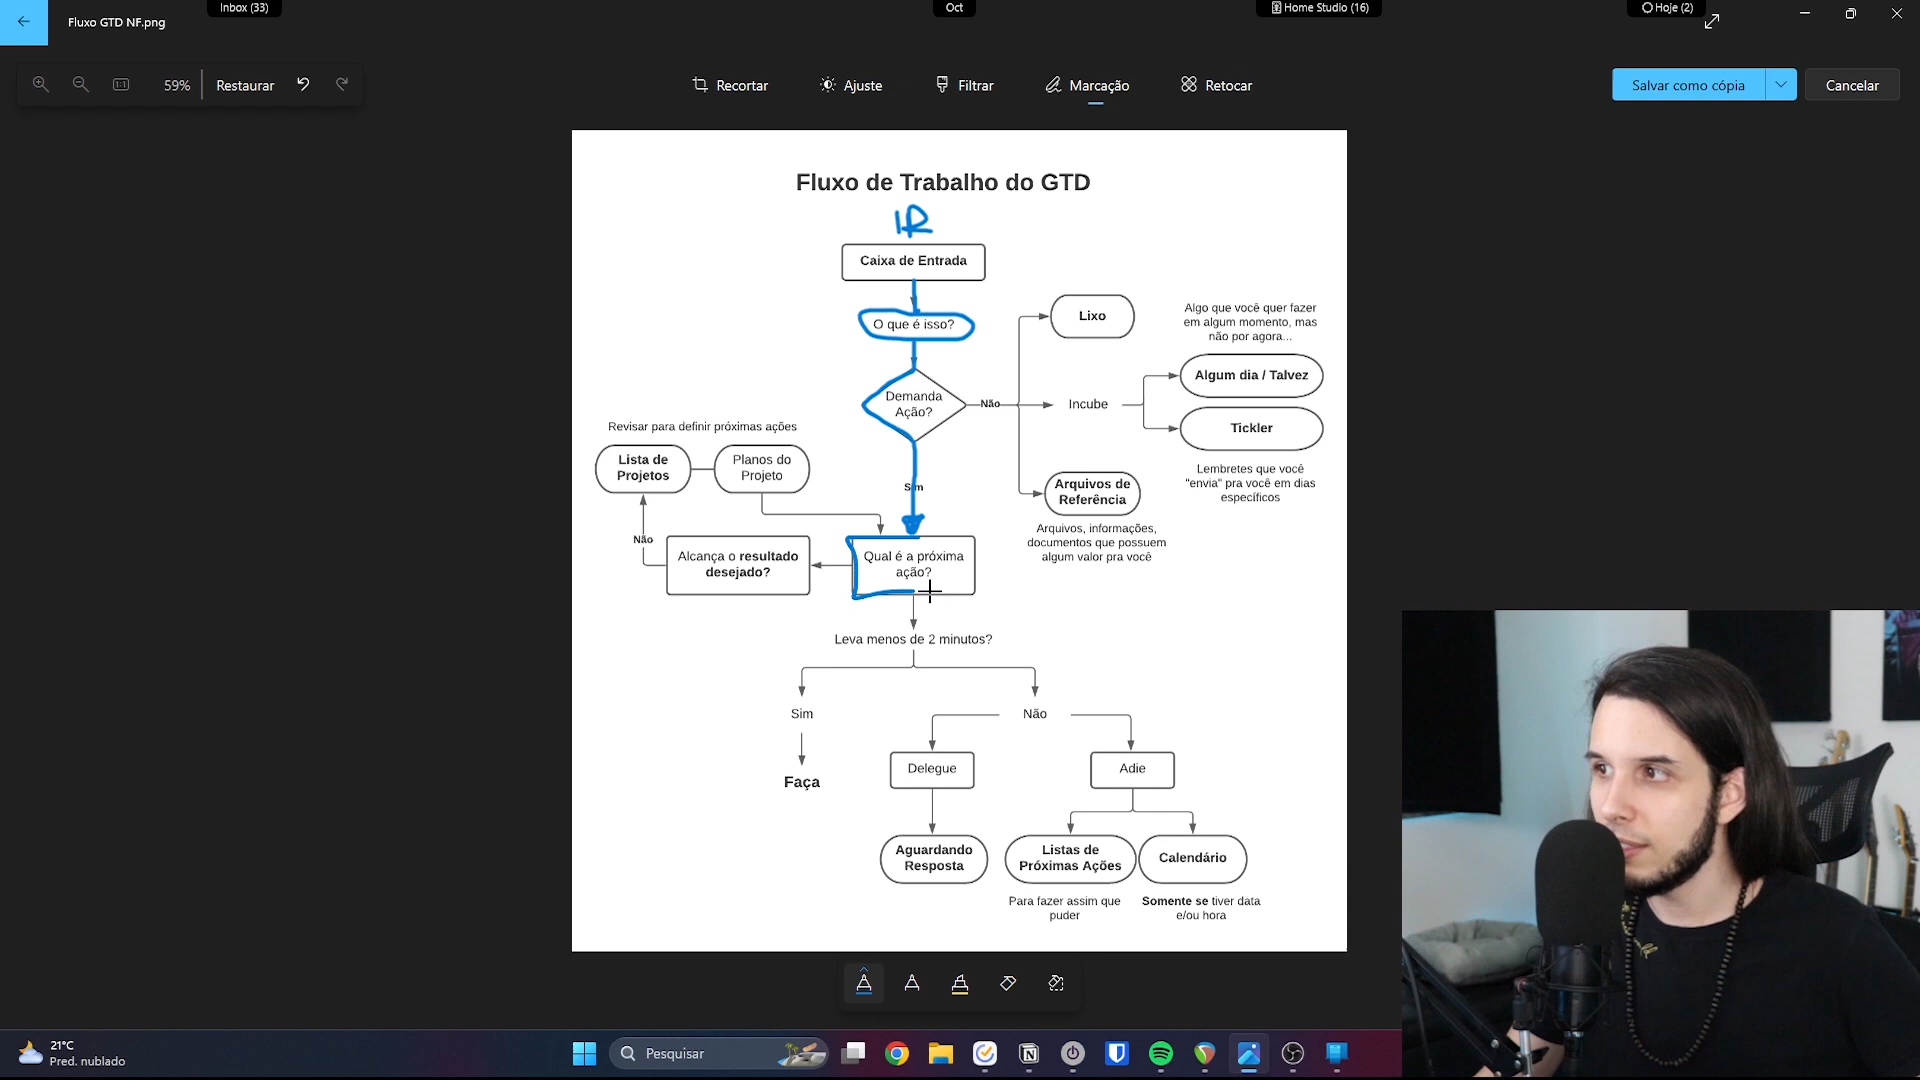 Inbox (33)
Oct
Home Studio (16)
Hoje (2)
Fluxo GTD NF.png
59%
Restaurar
Recortar
Ajuste
Filtrar
Marcação
Retocar
Salvar como cópia
Cancelar
Fluxo de Trabalho do GTD
IR
Caixa de Entrada
O que é isso?
Lixo
Algo que você quer fazer
em algum momento, mas
não por agora...
Demanda
Ação?
Não
Incube
Algum dia / Talvez
Tickler
Lembretes que você
"envia" pra você em dias
específicos
Revisar para definir próximas ações
Lista de
Projetos
Planos do
Projeto
Sim
Arquivos de
Referência
Arquivos, informações,
documentos que possuem
algum valor pra você
Não
Alcança o resultado
desejado?
Qual é a próxima
ação?
Leva menos de 2 minutos?
Sim
Não
Faça
Delegue
Adie
Aguardando
Resposta
Listas de
Próximas Ações
Calendário
Para fazer assim que
puder
Somente se tiver data
e/ou hora
21°C
Pred. nublado
Pesquisar